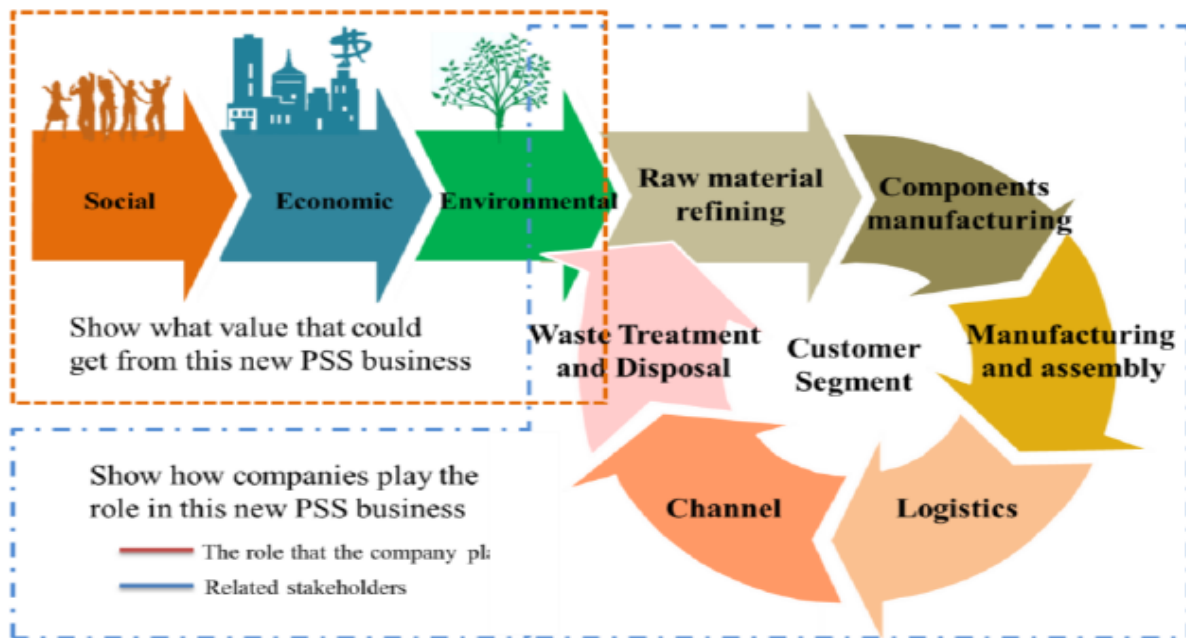 Social
Economic
Environmental
Raw material
refining
Components
manufacturing
Show what value that could
get from this new PSS business
Waste Treatment
and Disposal
Customer
Segment
Manufacturing
and assembly
Show how companies play the
role in this new PSS business
The role that the company
Related stakeholders
Channel
Logistics